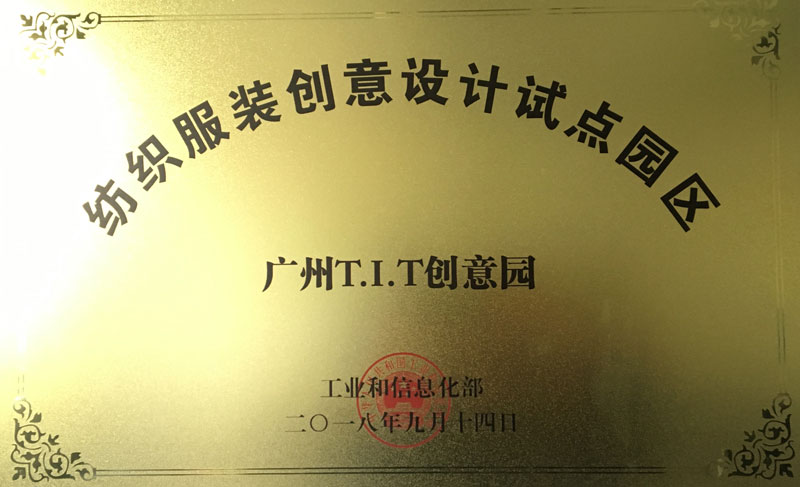 纺织服装创意设计试点园区
广州T.I.T创意园
工业和信息化部
二〇一八年九月十四日